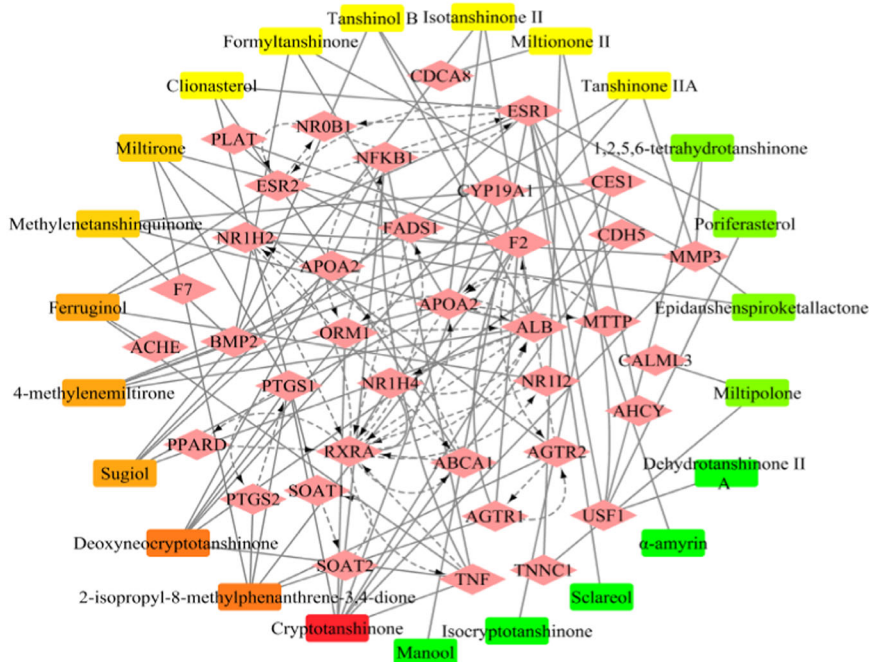 Tanshinol B
Isotanshinone II
Formyltanshinone
Miltionone II
CDCA8
Clionasterol
Tanshinone IIA
ESR1
NR0B1
PLAT
Miltirone
NFKB1
1,2,5,6-tetrahydrotanshinone
ESR2
CYP19A1
CES1
Methylenetanshinquinone
Poriferasterol
NR1H2
FADS1
F2
CDH5
MMP3
APOA2
F7
Ferruginol
APOA2
Epidanshenspiroketallactone
ACHE
BMP2
ORM1
ALB
MTTP
CALML3
4-methylenemiltirone
PTGS1
NR1H4
NR1I2
Miltipolone
AHCY
PPARD
RXRA
ABCA1
AGTR2
Sugiol
Dehydrotanshinone II
A
PTGS2
SOAT1
AGTR1
USF1
Deoxyneocryptotanshinone
α-amyrin
SOAT2
TNF
TNNC1
2-isopropyl-8-methylphenanthrene-3,4-dione
Sclareol
Cryptotanshinone
Isocryptotanshinone
Manool